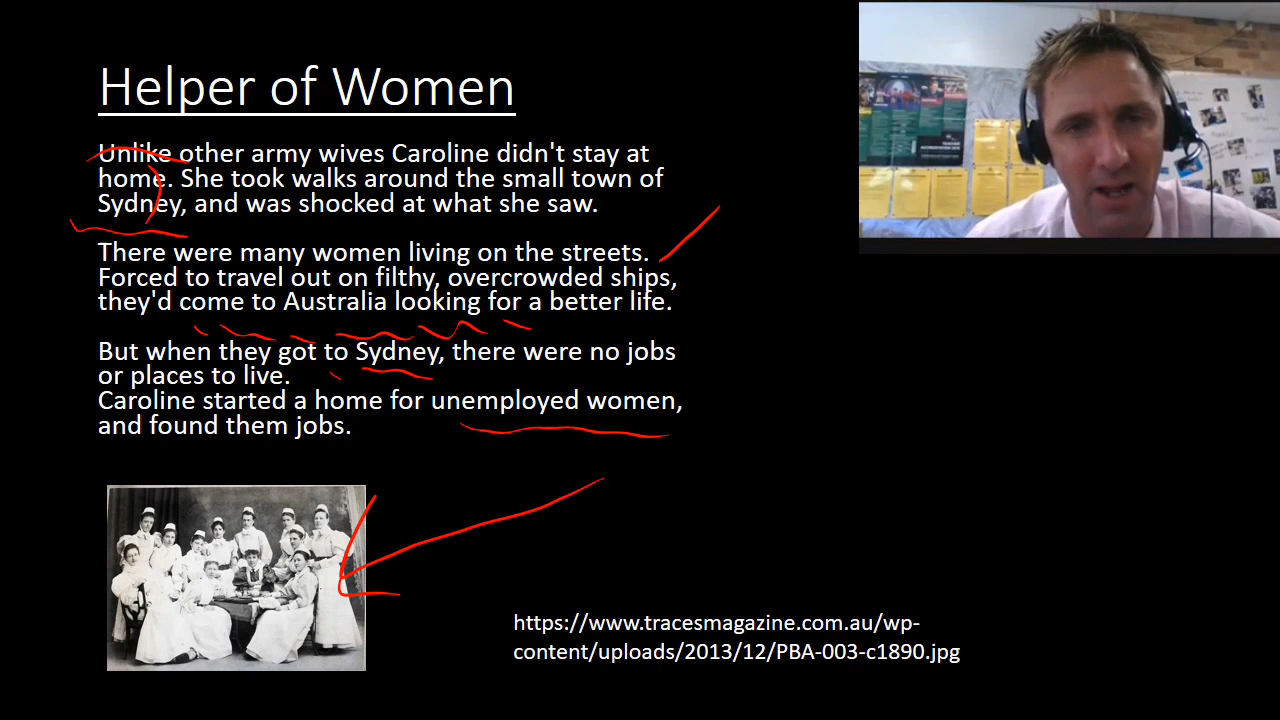 Helper of Women
Unlike other army wives Caroline didn't stay at
home. She took walks around the small town of
Sydney, and was shocked at what she saw.
There were many women living on the streets.
Forced to travel out on filthy, overcrowded ships,
they'd come to Australia looking for a better life.
But when they got to Sydney, there were no jobs
or places to live.
Caroline started a home for unemployed women,
and found them jobs.
https://www.tracesmagazine.com.au/wp-
content/uploads/2013/12/PBA-003-c1890.jpg